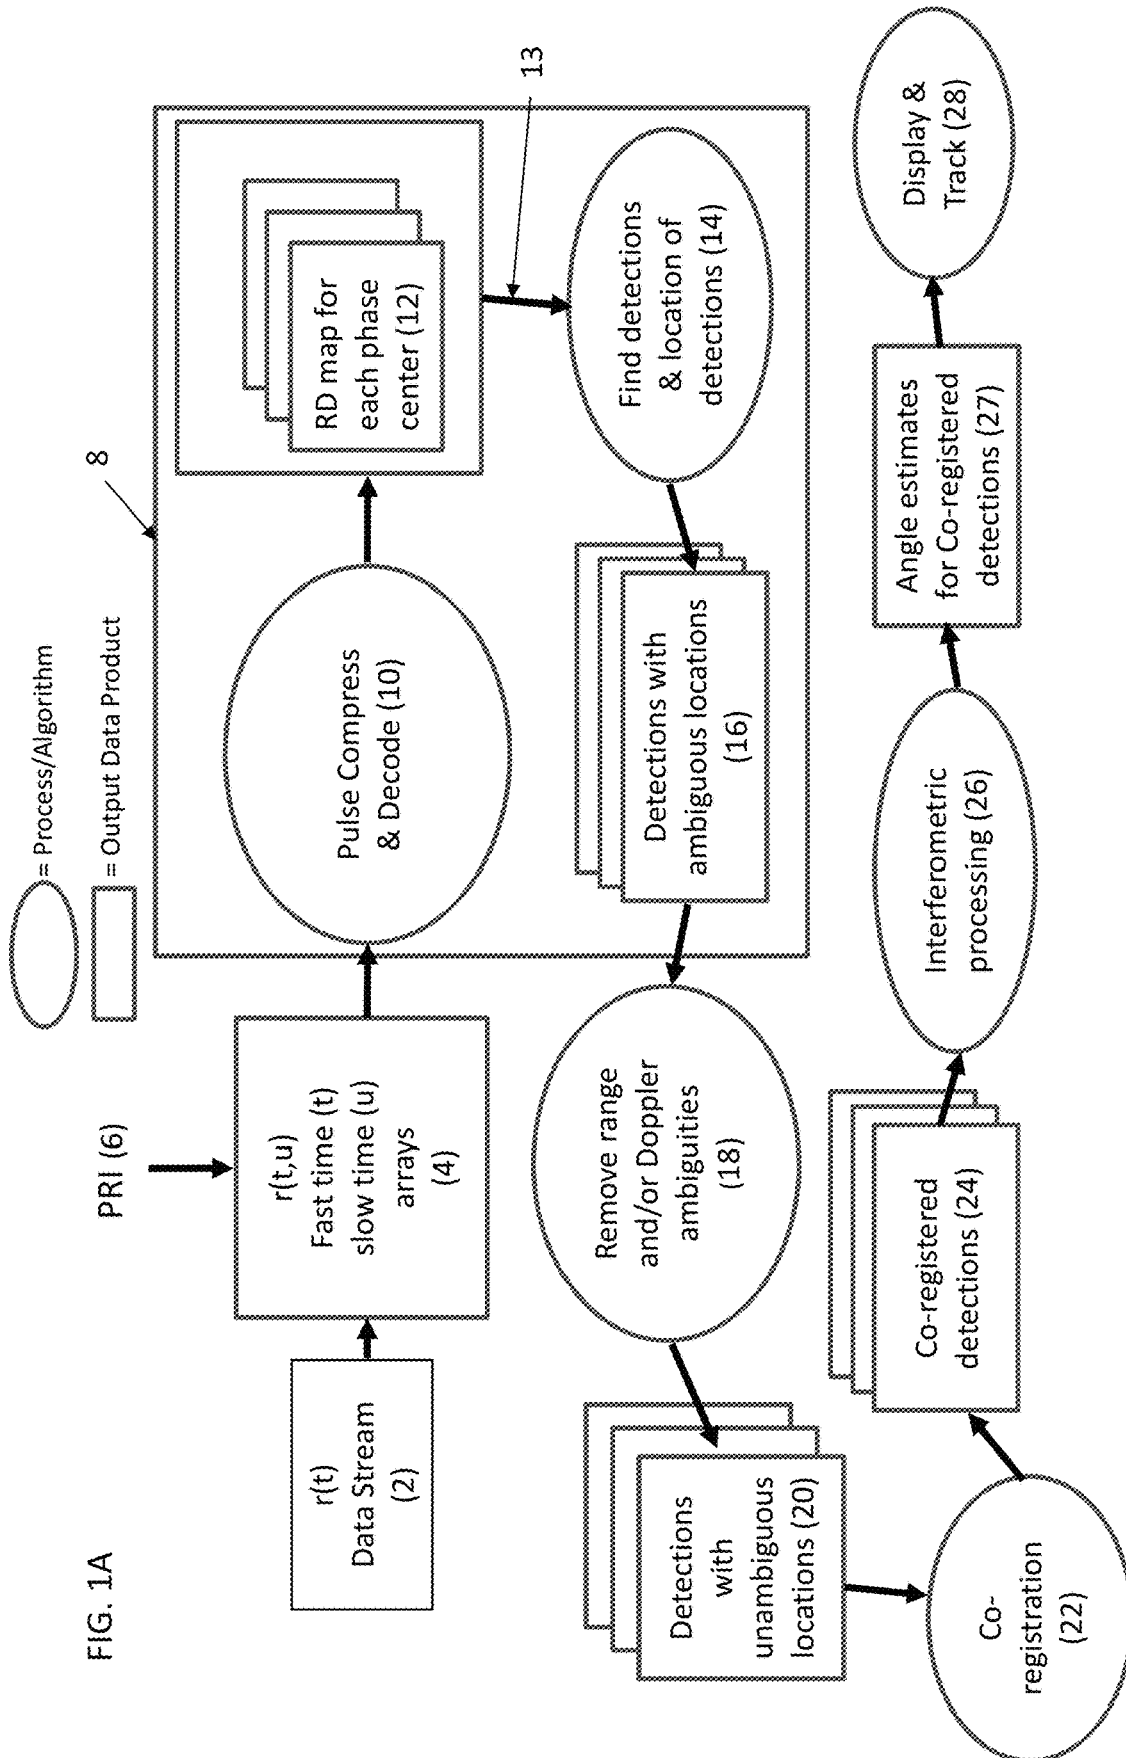 FIG. 1A
= Process/Algorithm
= Output Data Product
PRI (6)
8
r(t)
Data Stream
(2)
r(t,u)
Fast time (t)
slow time (u)
arrays
(4)
Pulse Compress
& Decode (10)
RD map for
each phase
center (12)
13
Find detections
& location of
detections (14)
Detections with
ambiguous locations
(16)
Remove range
and/or Doppler
ambiguities
(18)
Detections
with
unambiguous
locations (20)
Co-
registration
(22)
Co-registered
detections (24)
Interferometric
processing (26)
Angle estimates
for Co-registered
detections (27)
Display &
Track (28)